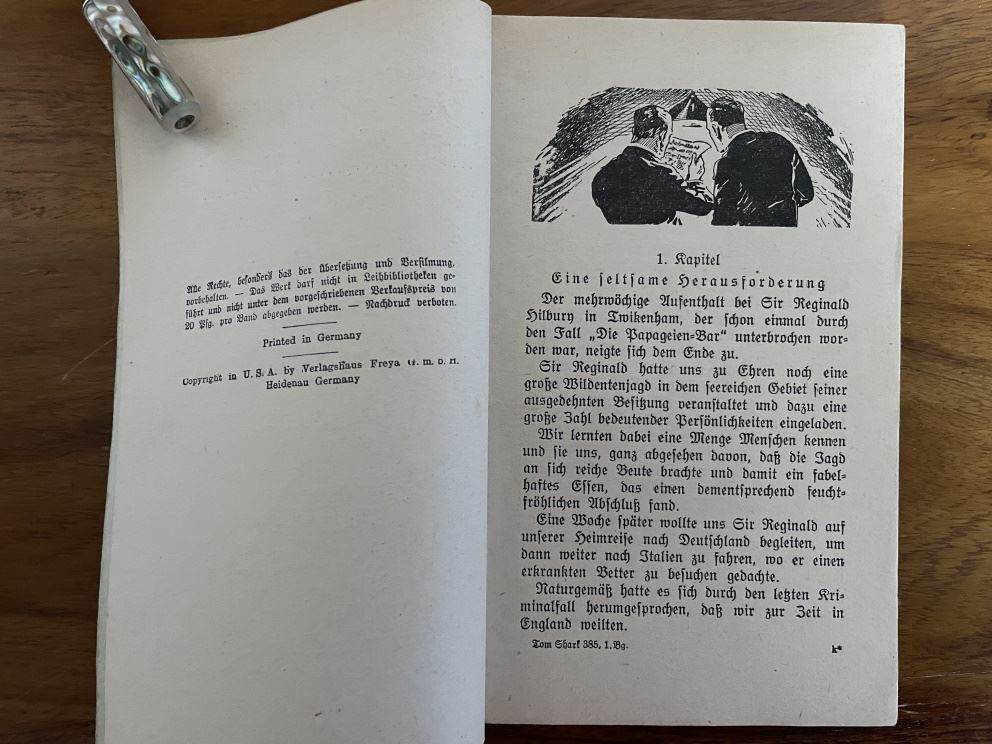 Alle Rechte, besonders das der Übersetzung und Verfilmung,
vorbehalten. — Das Werk darf nicht in Leihbibliotheken ge-
führt und nicht unter dem vorgeschriebenen Verkaufspreis von
20 Pfg. pro Band abgegeben werden. — Nachdruck verboten.
Printed in Germany
Copyright in U. S. A. by Verlagshaus Freya G. m. b. H.
Heidenau Germany
1. Kapitel
Eine seltsame Herausforderung
Der mehrwöchige Aufenthalt bei Sir Reginald
Hilbury in Twikenham, der schon einmal durch
den Fall „Die Papageien-Bar“ unterbrochen wor-
den war, neigte sich dem Ende zu.
Sir Reginald hatte uns zu Ehren noch eine
große Wildentenjagd in dem seereichen Gebiet seiner
ausgedehnten Besitzung veranstaltet und dazu eine
große Zahl bedeutender Persönlichkeiten eingeladen.
Wir lernten dabei eine Menge Menschen kennen
und sie uns, ganz abgesehen davon, daß die Jagd
an sich reiche Beute brachte und damit ein fabel-
haftes Essen, das einen dementsprechend feucht-
fröhlichen Abschluß fand.
Eine Woche später wollte uns Sir Reginald auf
unserer Heimreise nach Deutschland begleiten, um
dann weiter nach Italien zu fahren, wo er einen
erkrankten Vetter zu besuchen gedachte.
Naturgemäß hatte es sich durch den letzten Kri-
minalfall herumgesprochen, daß wir zur Zeit in
England weilten.
Tom Shark 385, 1. Bg.
k*